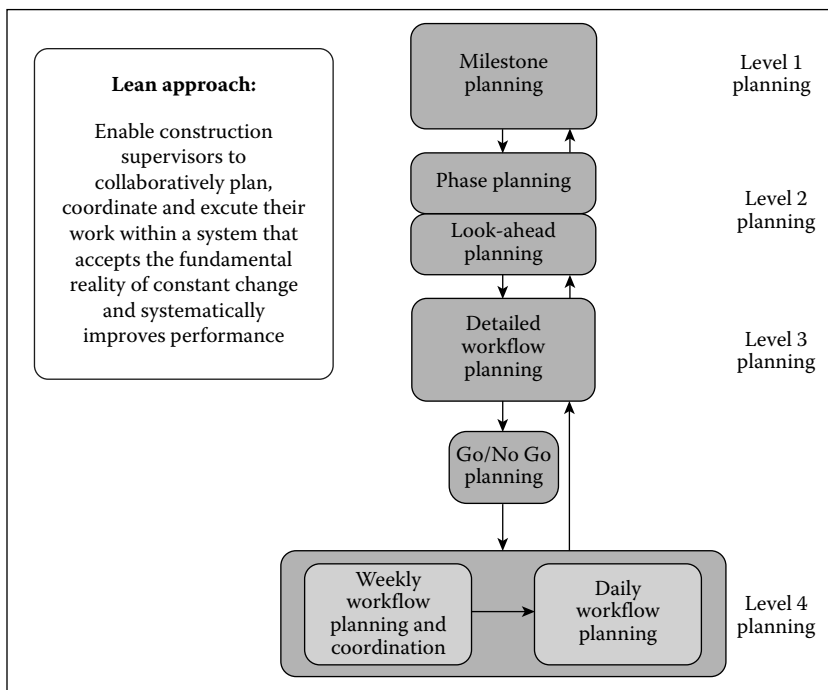 Lean approach:
Enable construction
supervisors to
collaboratively plan,
coordinate and excute their
work within a system that
accepts the fundamental
reality of constant change
and systematically
improves performance
Milestone
planning
Level 1
planning
Phase planning
Look-ahead
planning
Level 2
planning
Detailed
workflow
planning
Level 3
planning
Go/No Go
planning
Weekly
workflow
planning and
coordination
Daily
workflow
planning
Level 4
planning